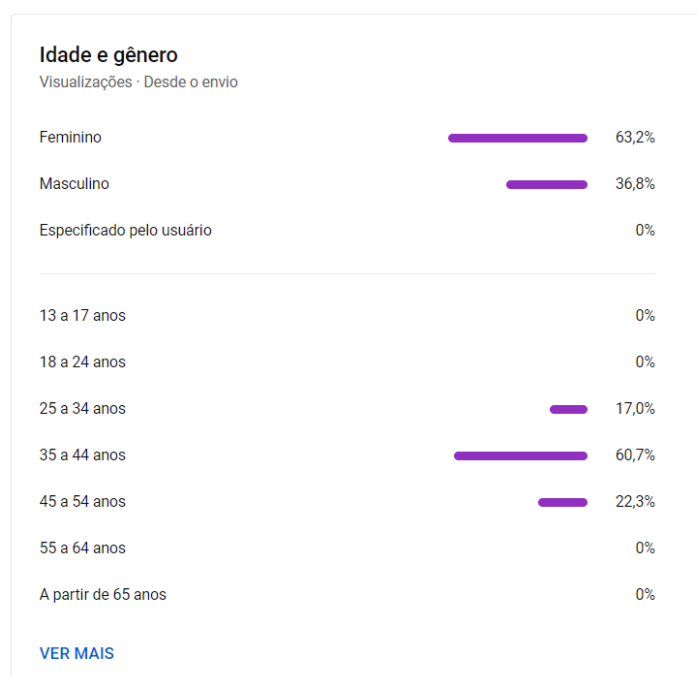 Idade e gênero
Visualizações · Desde o envio
Feminino 63,2%
Masculino 36,8%
Especificado pelo usuário 0%
13 a 17 anos 0%
18 a 24 anos 0%
25 a 34 anos 17,0%
35 a 44 anos 60,7%
45 a 54 anos 22,3%
55 a 64 anos 0%
A partir de 65 anos 0%
VER MAIS